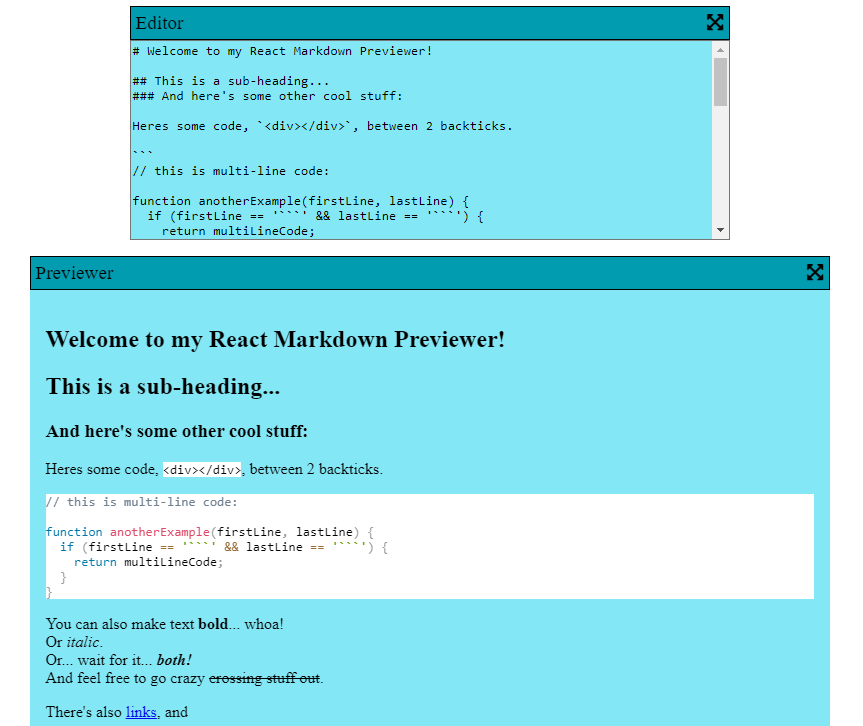 Editor
# Welcome to my React Markdown Previewer!
## This is a sub-heading...
### And here's some other cool stuff:
Heres some code, `<div></div>`, between 2 backticks.
```
// this is multi-line code:
function anotherExample(firstLine, lastLine) {
  if (firstLine == '```' && lastLine == '```') {
    return multiLineCode;
Previewer
Welcome to my React Markdown Previewer!
This is a sub-heading...
And here's some other cool stuff:
Heres some code, <div></div>, between 2 backticks.
// this is multi-line code:
function anotherExample(firstLine, lastLine) {
  if (firstLine == '```' && lastLine == '```') {
    return multiLineCode;
  }
}
You can also make text bold... whoa!
Or italic.
Or... wait for it... both!
And feel free to go crazy crossing stuff out.
There's also links, and